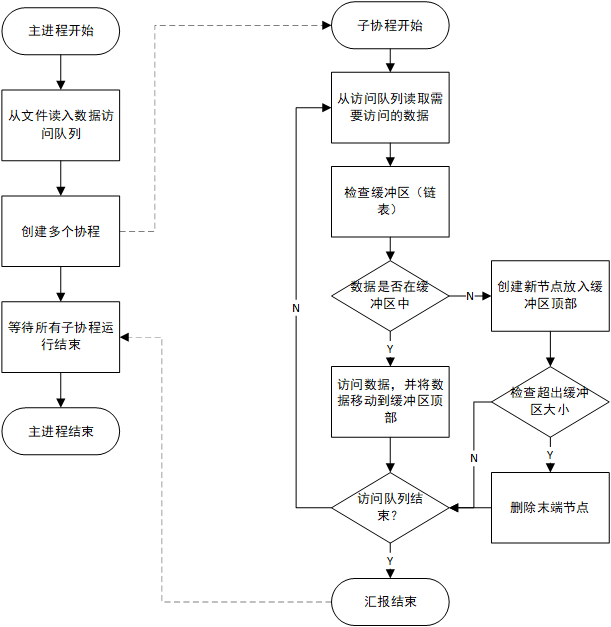 主进程开始
从文件读入数据访
问队列
创建多个协程
等待所有子协程运
行结束
主进程结束
子协程开始
从访问队列读取需
要访问的数据
检查缓冲区（链
表）
数据是否在缓
冲区中
N
创建新节点放入缓
冲区顶部
Y
N
访问数据，并将数
据移动到缓冲区顶
部
检查超出缓冲
区大小
N
Y
访问队列结
束？
删除末端节点
Y
汇报结束